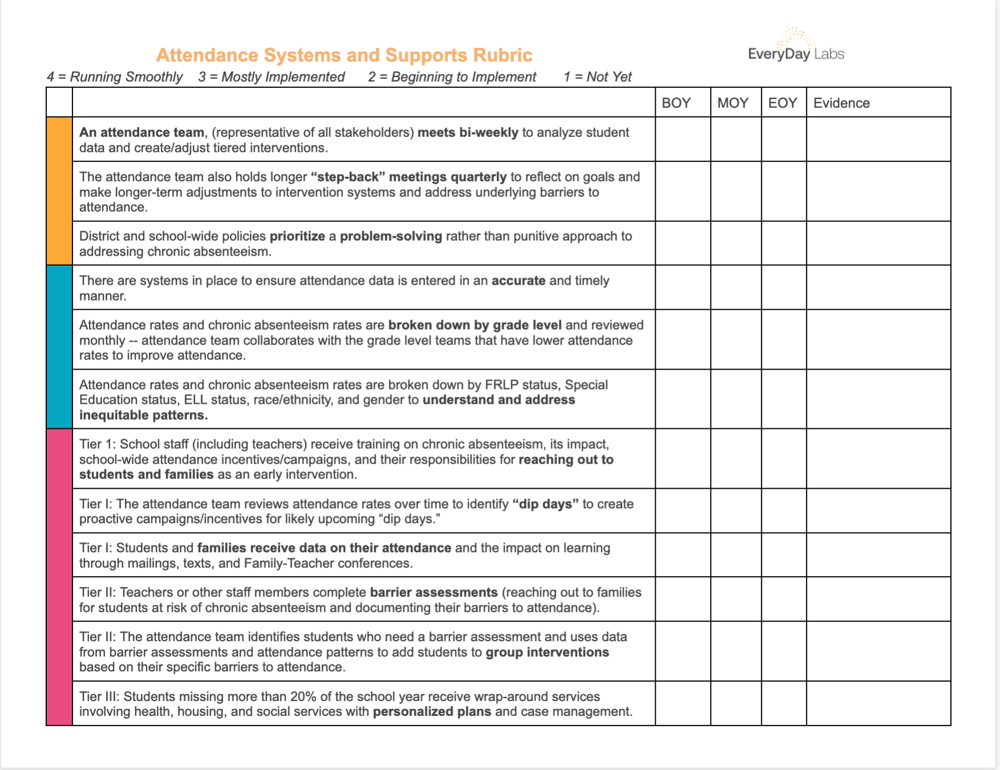 Attendance Systems and Supports Rubric
EveryDay Labs
4 = Running Smoothly 3 = Mostly Implemented 2 = Beginning to Implement 1 = Not Yet
BOY MOY EOY Evidence
An attendance team, (representative of all stakeholders) meets bi-weekly to analyze student
data and create/adjust tiered interventions.
The attendance team also holds longer “step-back” meetings quarterly to reflect on goals and
make longer-term adjustments to intervention systems and address underlying barriers to
attendance.
District and school-wide policies prioritize a problem-solving rather than punitive approach to
addressing chronic absenteeism.
There are systems in place to ensure attendance data is entered in an accurate and timely
manner.
Attendance rates and chronic absenteeism rates are broken down by grade level and reviewed
monthly -- attendance team collaborates with the grade level teams that have lower attendance
rates to improve attendance.
Attendance rates and chronic absenteeism rates are broken down by FRLP status, Special
Education status, ELL status, race/ethnicity, and gender to understand and address
inequitable patterns.
Tier 1: School staff (including teachers) receive training on chronic absenteeism, its impact,
school-wide attendance incentives/campaigns, and their responsibilities for reaching out to
students and families as an early intervention.
Tier I: The attendance team reviews attendance rates over time to identify “dip days” to create
proactive campaigns/incentives for likely upcoming “dip days.”
Tier I: Students and families receive data on their attendance and the impact on learning
through mailings, texts, and Family-Teacher conferences.
Tier II: Teachers or other staff members complete barrier assessments (reaching out to families
for students at risk of chronic absenteeism and documenting their barriers to attendance).
Tier II: The attendance team identifies students who need a barrier assessment and uses data
from barrier assessments and attendance patterns to add students to group interventions
based on their specific barriers to attendance.
Tier III: Students missing more than 20% of the school year receive wrap-around services
involving health, housing, and social services with personalized plans and case management.